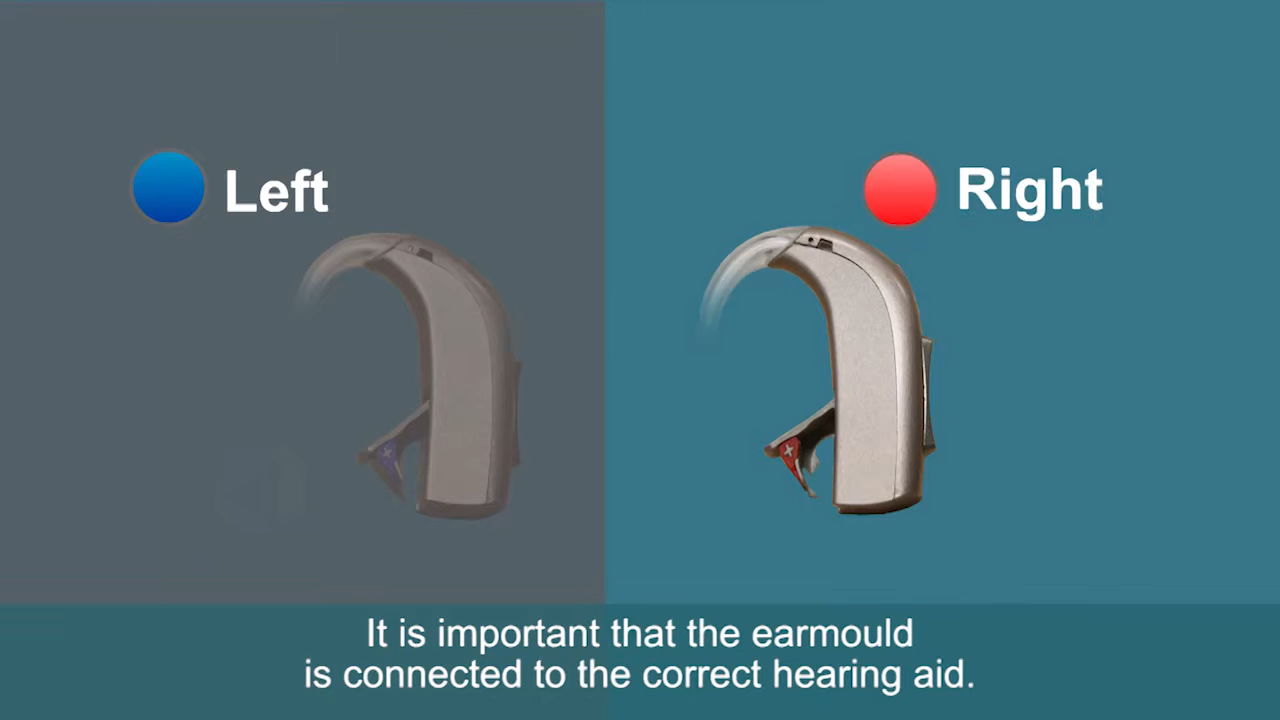 Left
Right
It is important that the earmould
is connected to the correct hearing aid.